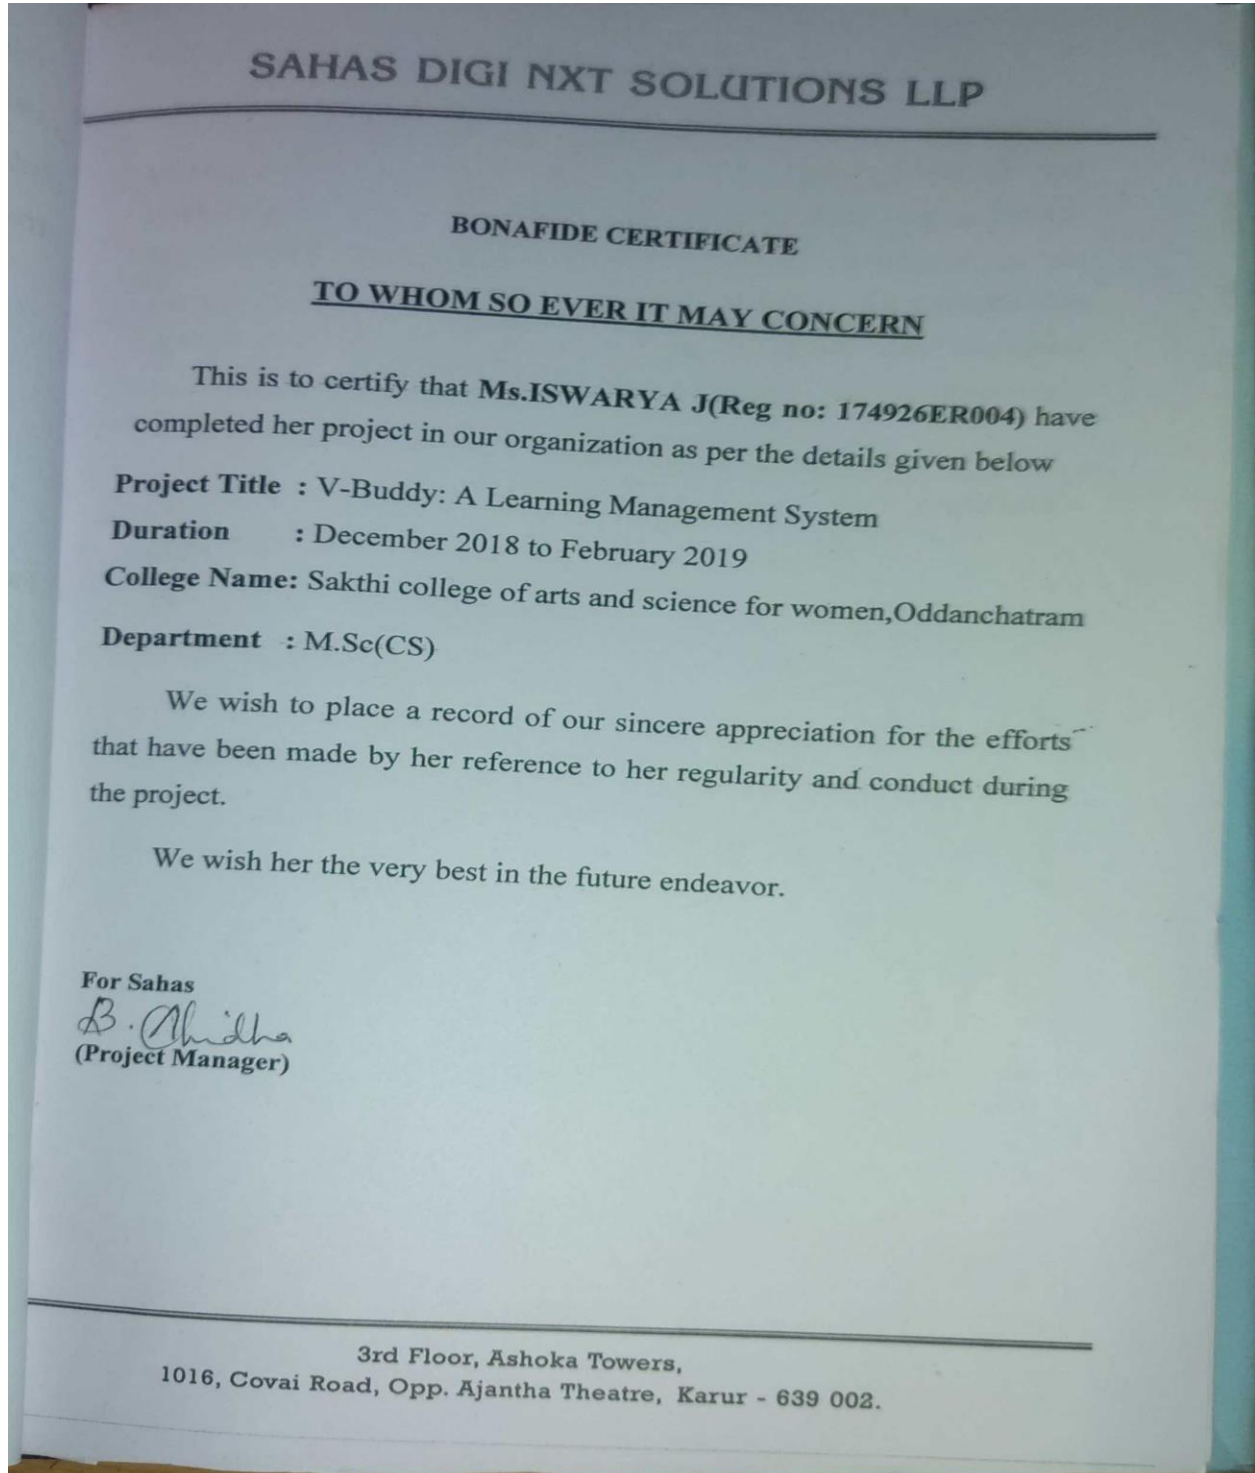 SAHAS DIGI NXT SOLUTIONS LLP
BONAFIDE CERTIFICATE
TO WHOM SO EVER IT MAY CONCERN
This is to certify that Ms.ISWARYA J(Reg no: 174926ER004) have
completed her project in our organization as per the details given below
Project Title : V-Buddy: A Learning Management System
Duration : December 2018 to February 2019
College Name: Sakthi college of arts and science for women,Oddanchatram
Department : M.Sc(CS)
We wish to place a record of our sincere appreciation for the efforts
that have been made by her reference to her regularity and conduct during
the project.
We wish her the very best in the future endeavor.
For Sahas
B.
(Project Manager)
3rd Floor, Ashoka Towers,
1016, Covai Road, Opp. Ajantha Theatre, Karur - 639 002.